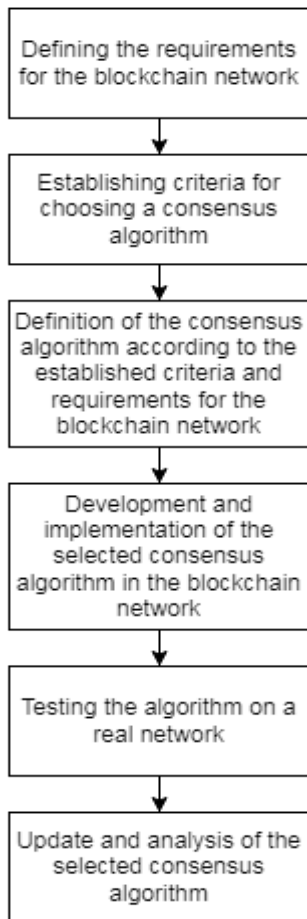 Defining the requirements
for the blockchain network
Establishing criteria for
choosing a consensus
algorithm
Definition of the consensus
algorithm according to the
established criteria and
requirements for the
blockchain network
Development and
implementation of the
selected consensus
algorithm in the blockchain
network
Testing the algorithm on a
real network
Update and analysis of the
selected consensus
algorithm